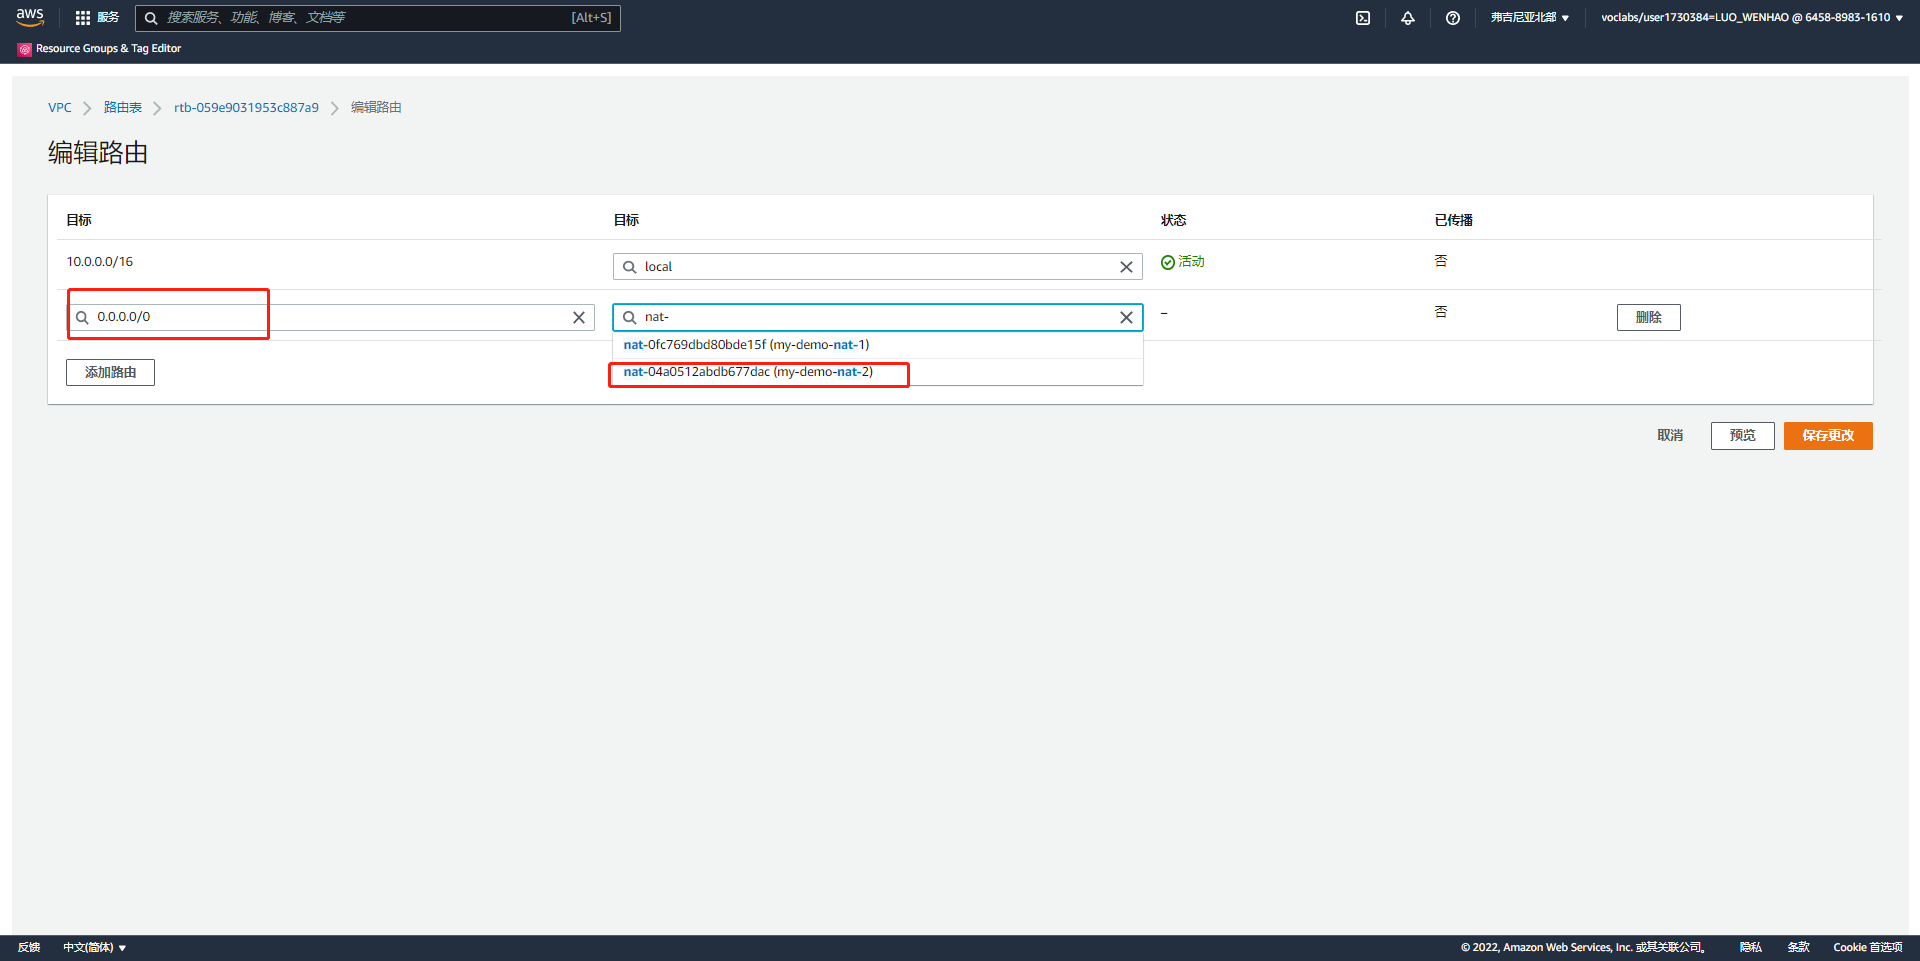 aws 服务 搜索服务、功能、博客、文档等 [Alt+S] 弗吉尼亚北部 voclabs/user1730384=LUO_WENHAO @ 6458-8983-1610
Resource Groups & Tag Editor
VPC 路由表 rtb-059e9031953c887a9 编辑路由
编辑路由
目标 目标 状态 已传播
10.0.0.0/16 local 活动 否
0.0.0.0/0 nat- – 否 删除
nat-0fc769dbd80bde15f (my-demo-nat-1)
nat-04a0512abdb677dac (my-demo-nat-2)
添加路由
取消 预览 保存更改
反馈 中文(简体) © 2022, Amazon Web Services, Inc. 或其关联公司。 隐私 条款 Cookie 首选项